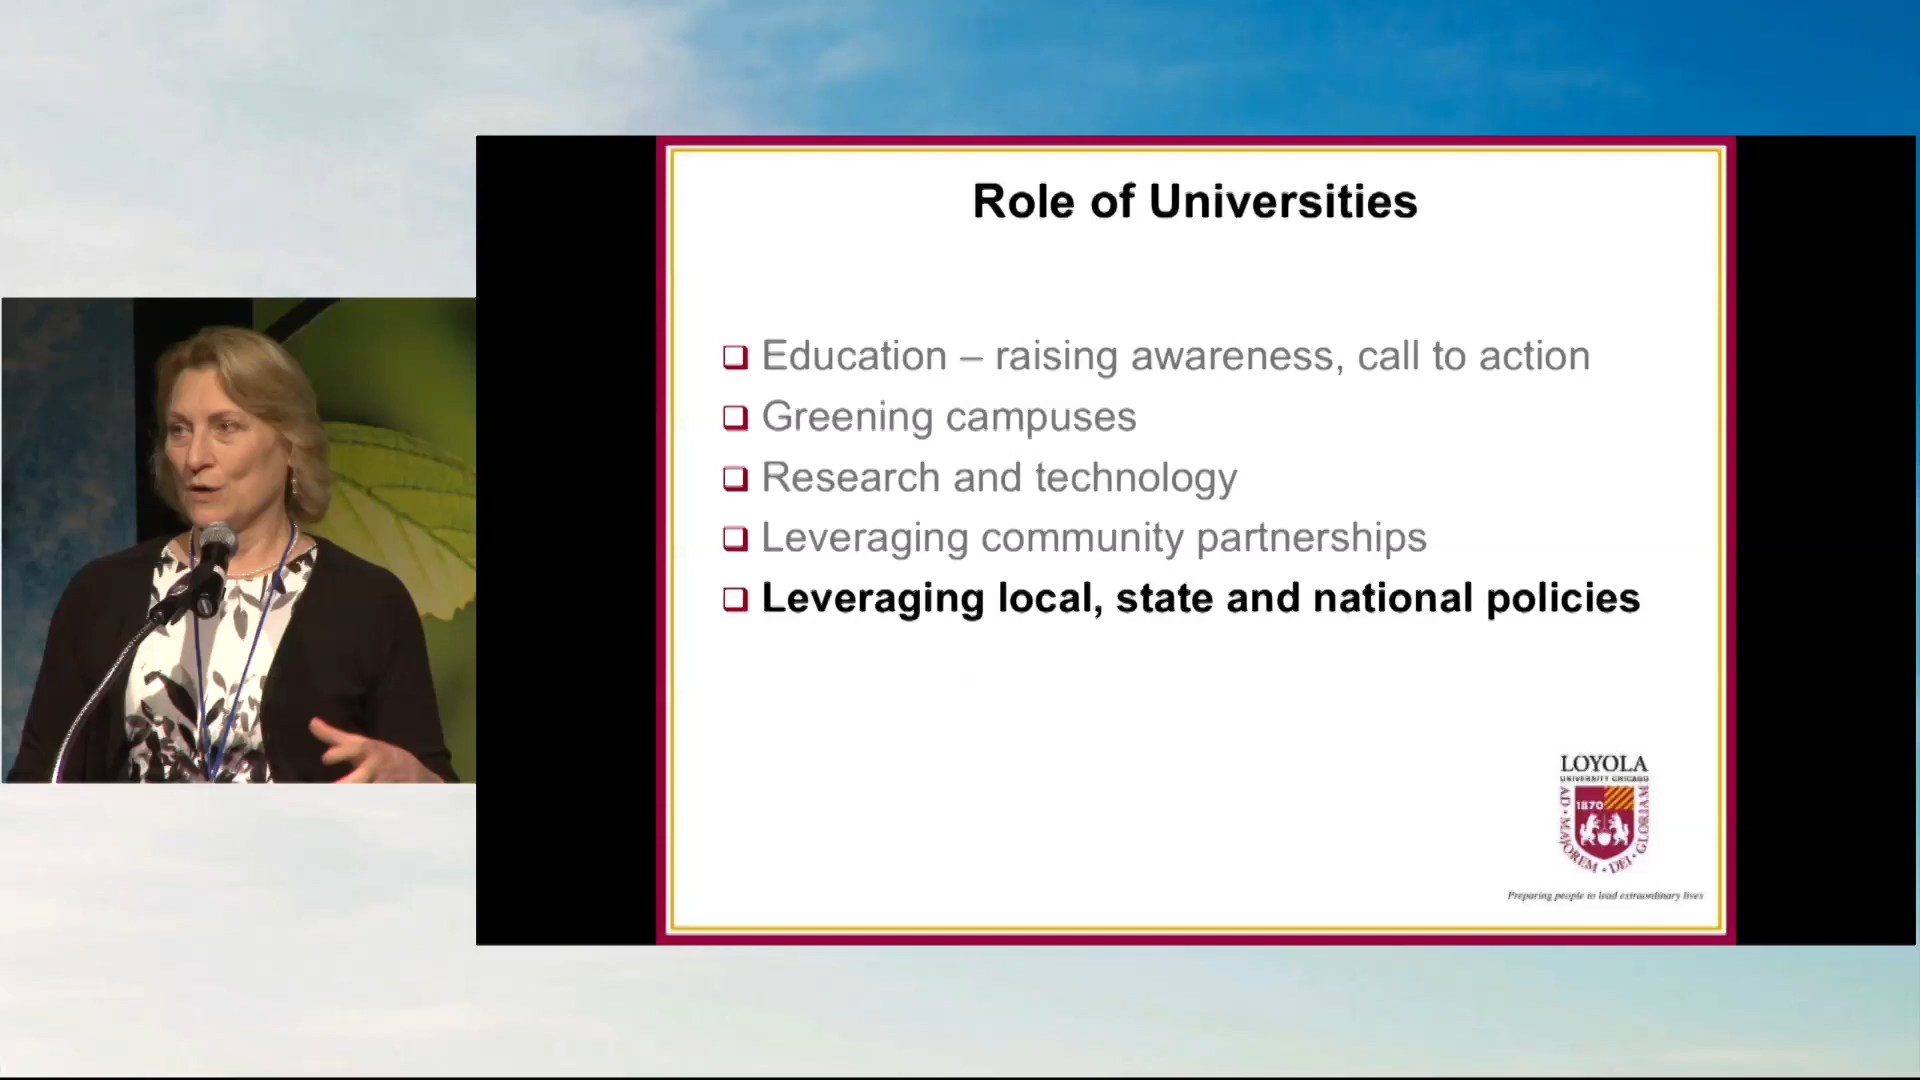 Role of Universities
Education – raising awareness, call to action
Greening campuses
Research and technology
Leveraging community partnerships
Leveraging local, state and national policies
LOYOLA
UNIVERSITY CHICAGO
1870
AD • MAJOREM • DEI • GLORIAM
Preparing people to lead extraordinary lives